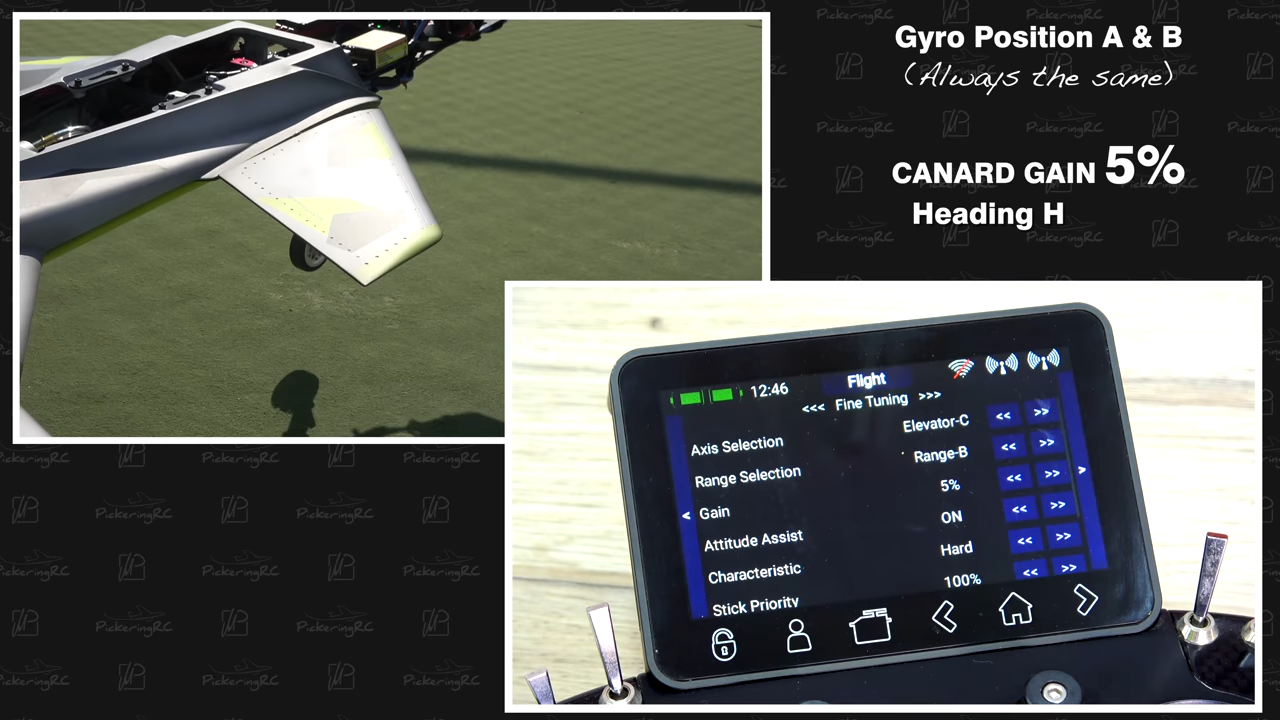 Gyro Position A & B
(Always the same)
CANARD GAIN 5%
Heading H
12:46
Flight
<<< Fine Tuning >>>
Axis Selection Elevator-C << >>
Range Selection Range-B << >>
Gain 5% << >>
Attitude Assist ON << >>
Characteristic Hard << >>
Stick Priority 100% << >>
< >
PickeringRC